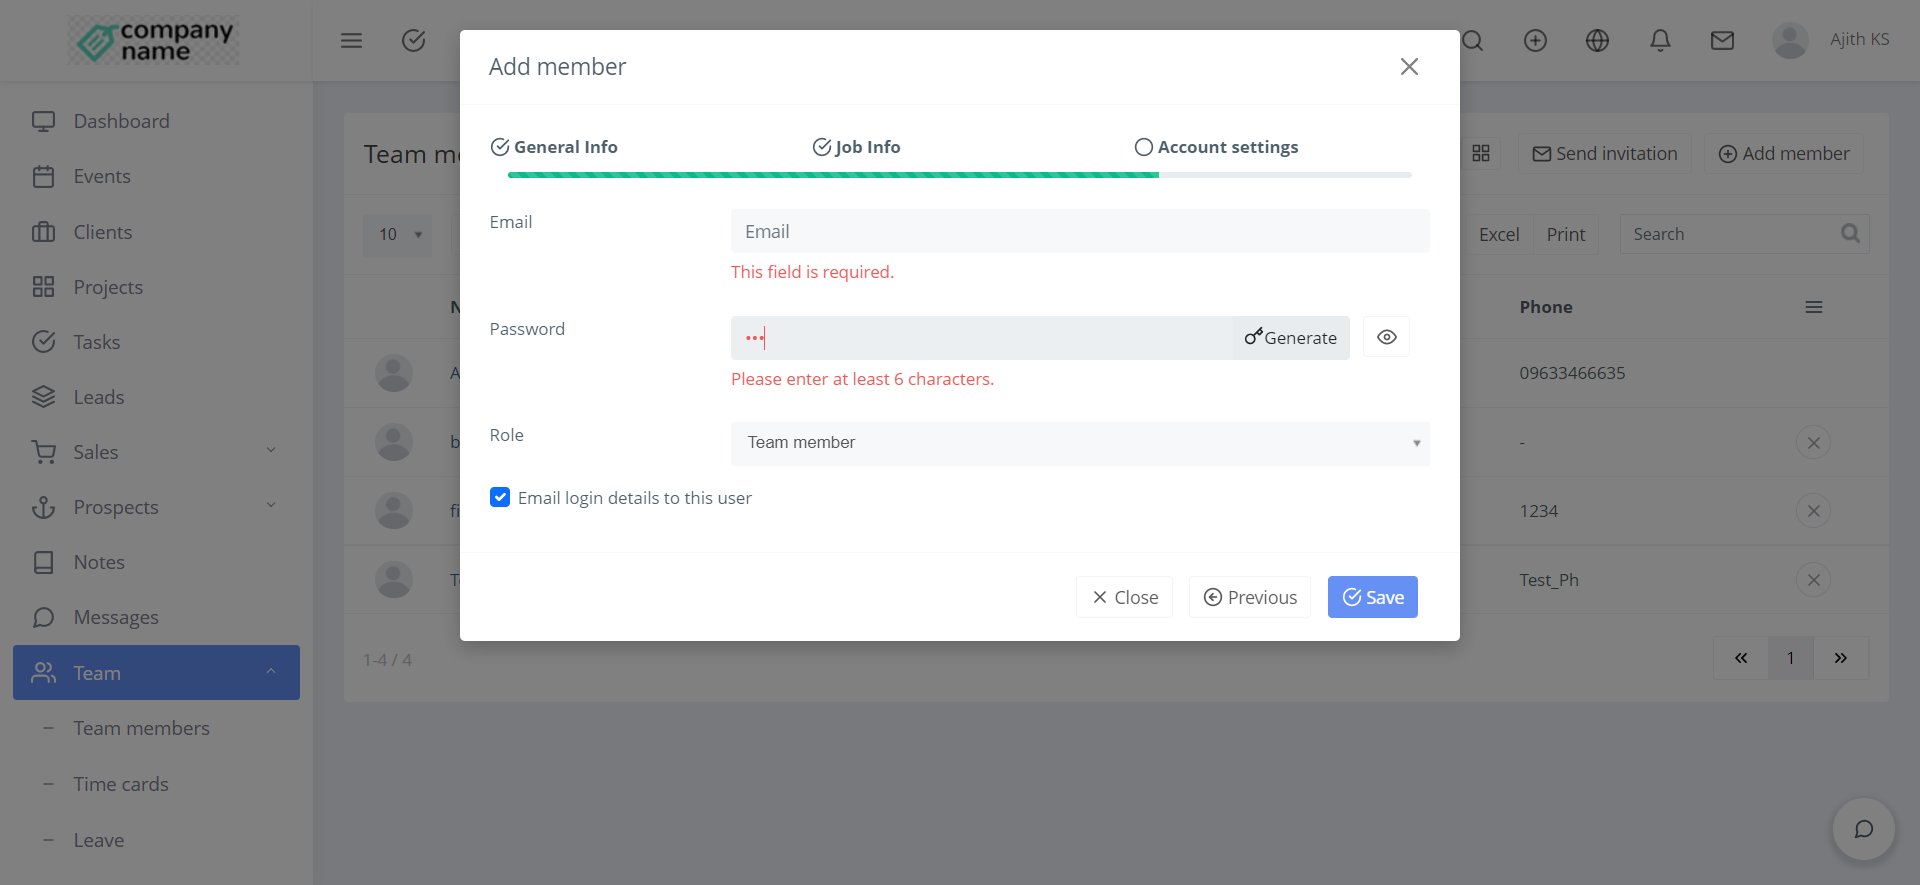 company
name
Ajith KS
Dashboard
Events
Clients
Projects
Tasks
Leads
Sales
Prospects
Notes
Messages
Team
Team members
Time cards
Leave
Add member
General Info
Job Info
Account settings
Email
Email
This field is required.
Password
Generate
Please enter at least 6 characters.
Role
Team member
Email login details to this user
Close
Previous
Save
Team
Send invitation
Add member
10
Excel
Print
Search
Phone
09633466635
-
1234
Test_Ph
1-4 / 4
1